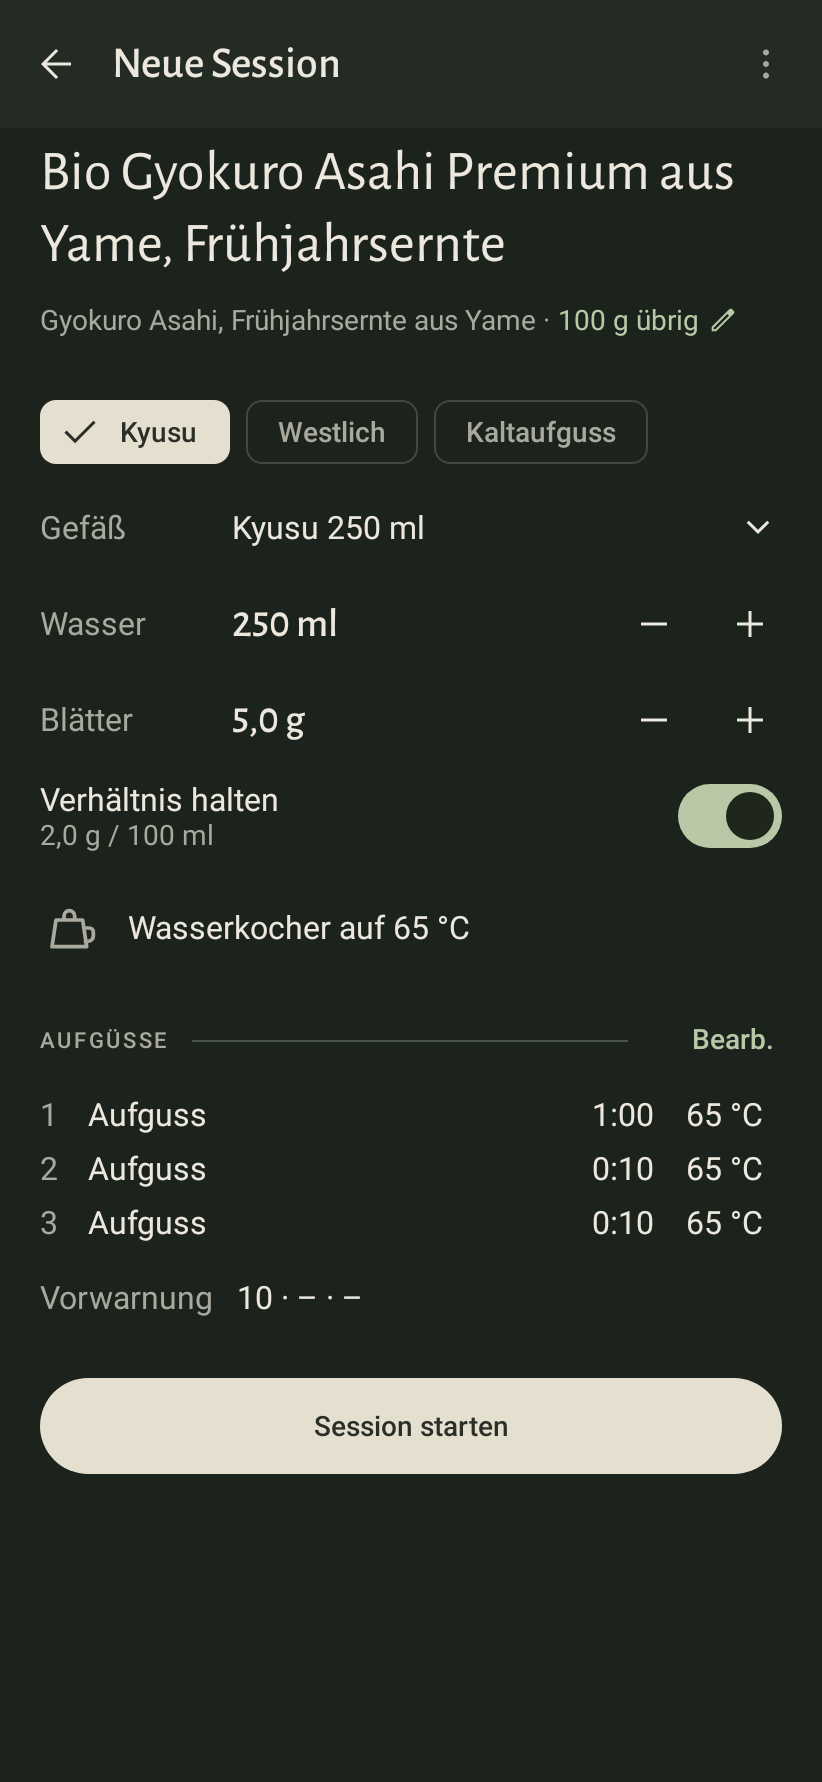 Neue Session
Bio Gyokuro Asahi Premium aus
Yame, Frühjahrsernte
Gyokuro Asahi, Frühjahrsernte aus Yame · 100 g übrig
Kyusu Westlich Kaltaufguss
Gefäß Kyusu 250 ml
Wasser 250 ml
Blätter 5,0 g
Verhältnis halten
2,0 g / 100 ml
Wasserkocher auf 65 °C
AUFGÜSSE Bearb.
1 Aufguss 1:00 65 °C
2 Aufguss 0:10 65 °C
3 Aufguss 0:10 65 °C
Vorwarnung 10 · – · –
Session starten